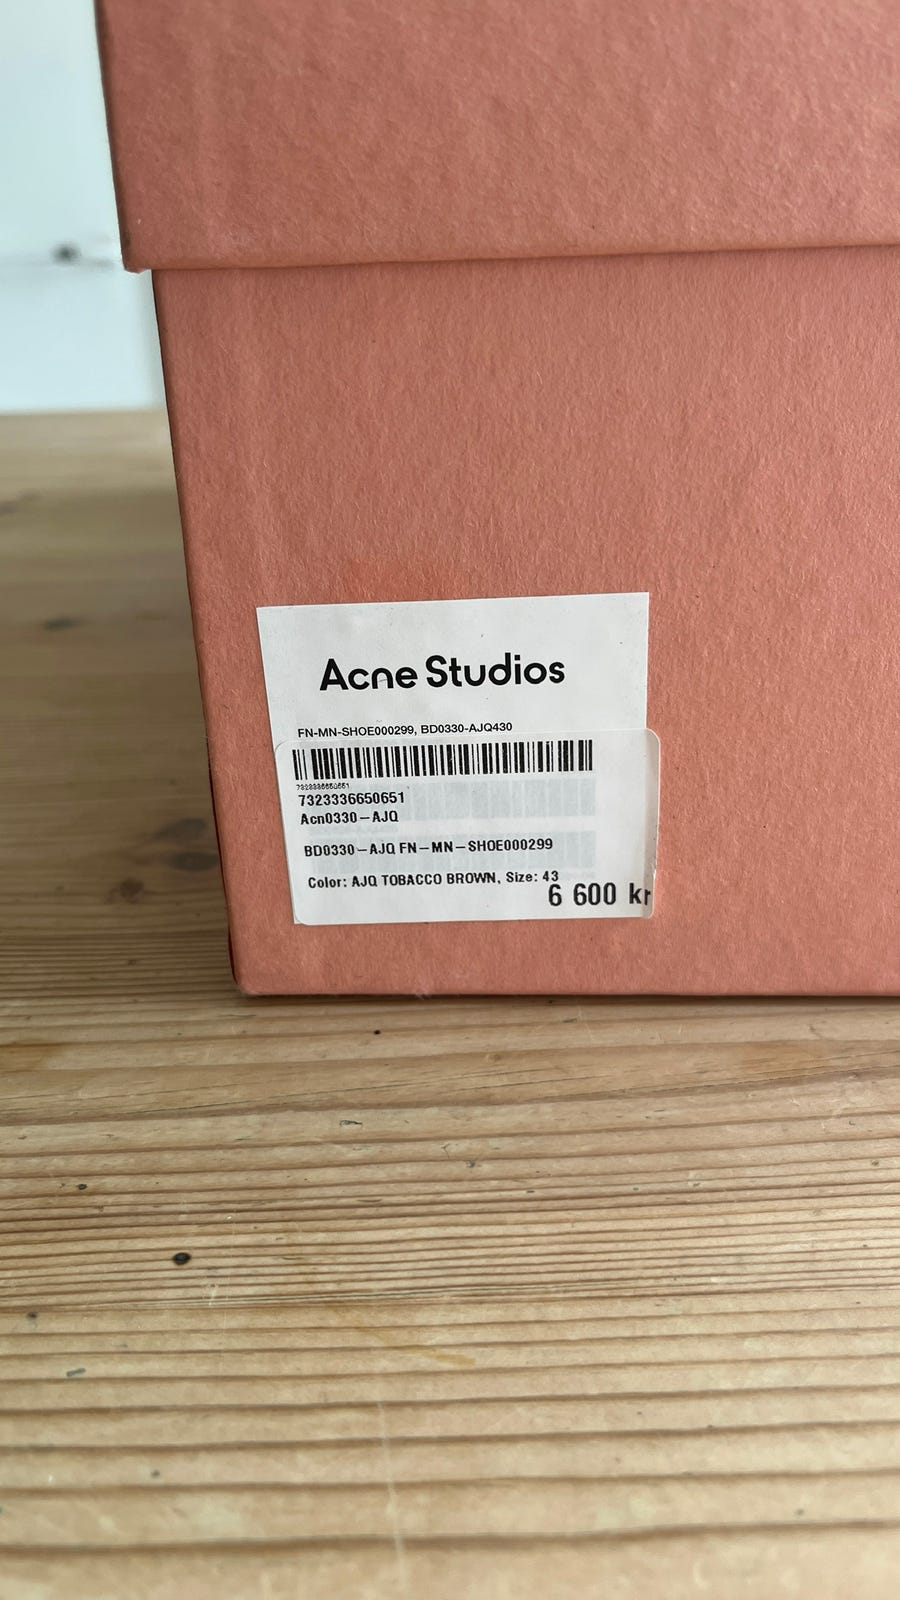 Acne Studios
FN-MN-SHOE000299, BD0330-AJQ430
7323336650651
7323336650651
Acn0330-AJQ
BD0330-AJQ FN-MN-SHOE000299
Color: AJQ TOBACCO BROWN, Size: 43
6 600 kr